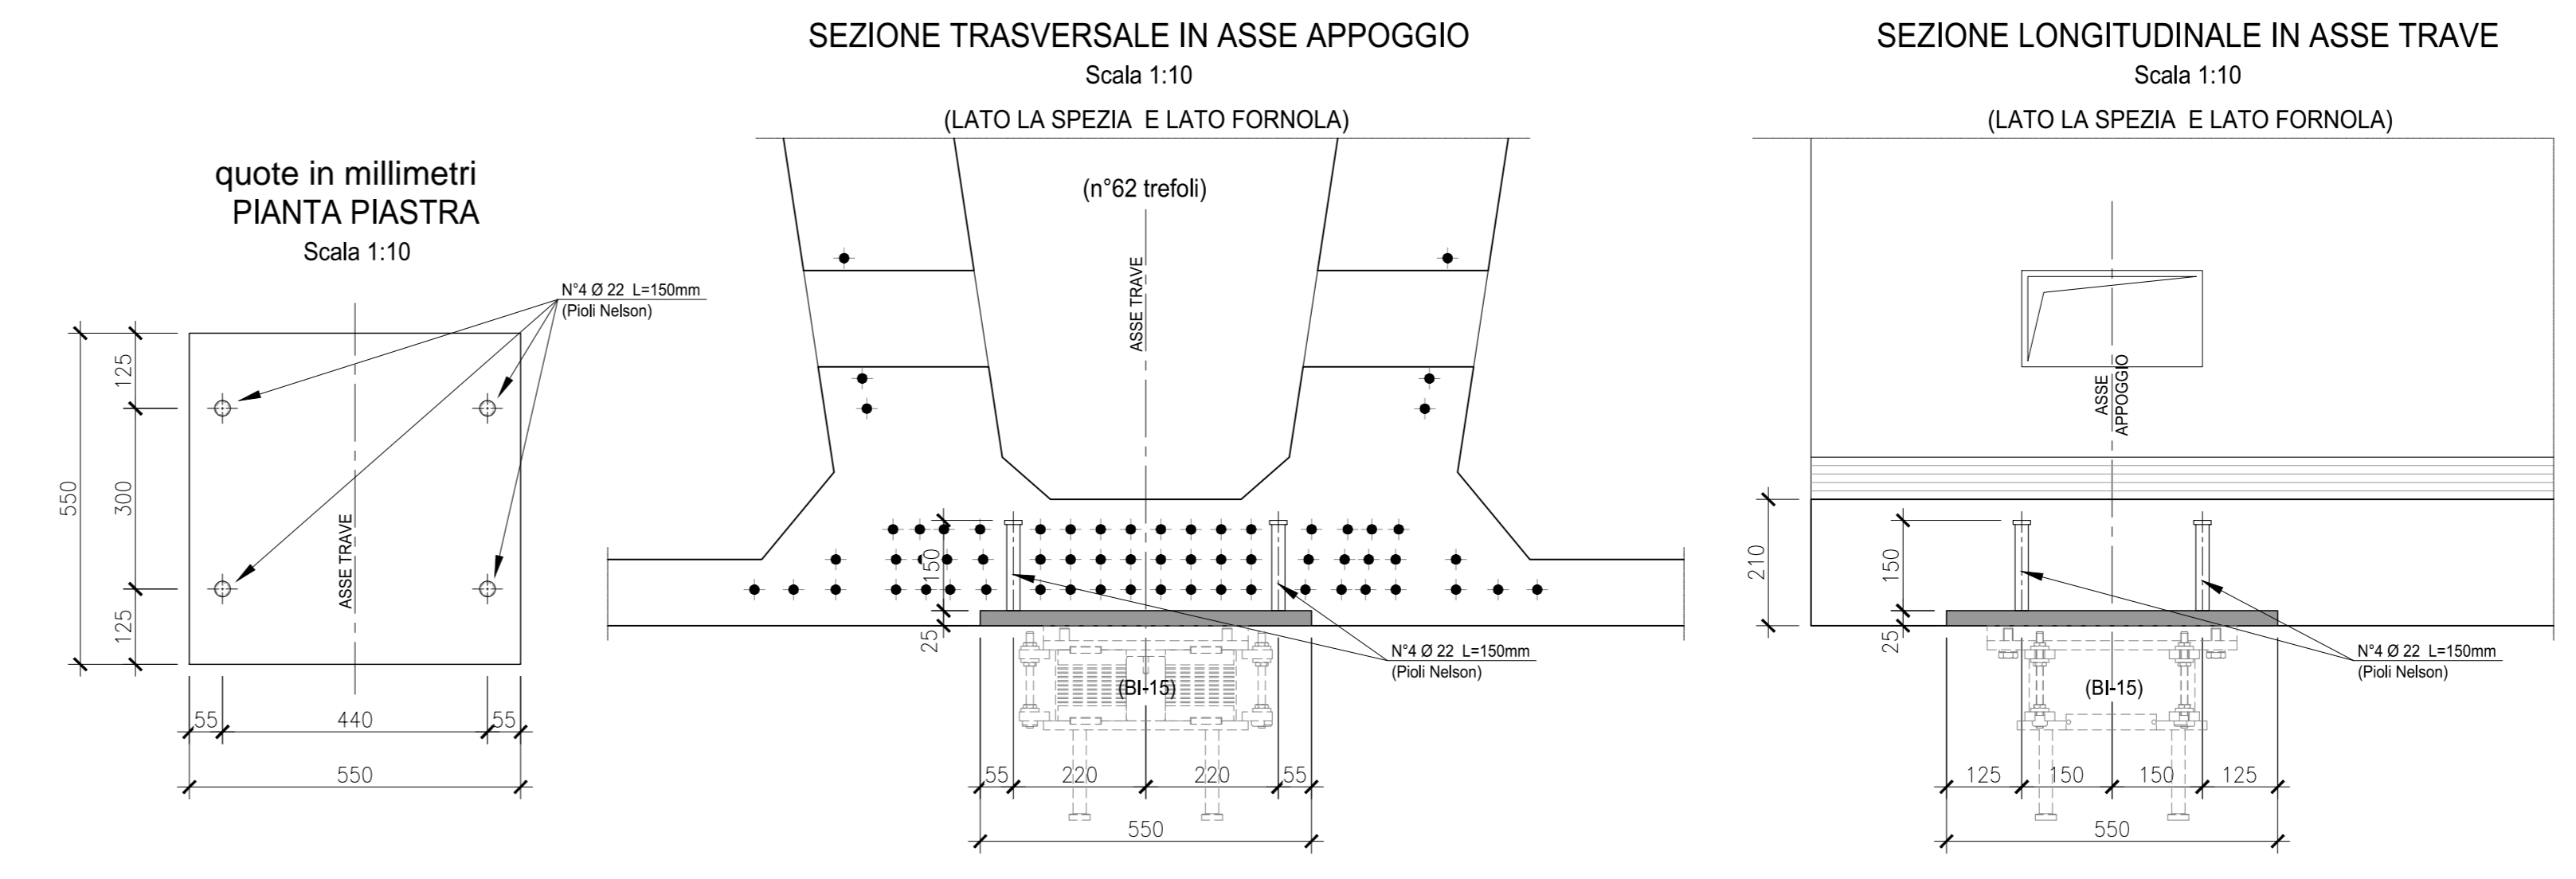 quote in millimetri
PIANTA PIASTRA
Scala 1:10
N°4 Ø 22 L=150mm
(Pioli Nelson)
125
300
125
550
ASSE TRAVE
55
440
55
550
SEZIONE TRASVERSALE IN ASSE APPOGGIO
Scala 1:10
(LATO LA SPEZIA E LATO FORNOLA)
(n°62 trefoli)
ASSE TRAVE
150
25
N°4 Ø 22 L=150mm
(Pioli Nelson)
(BI-15)
55
220
220
55
550
SEZIONE LONGITUDINALE IN ASSE TRAVE
Scala 1:10
(LATO LA SPEZIA E LATO FORNOLA)
ASSE
APPOGGIO
210
150
25
N°4 Ø 22 L=150mm
(Pioli Nelson)
(BI-15)
125
150
150
125
550